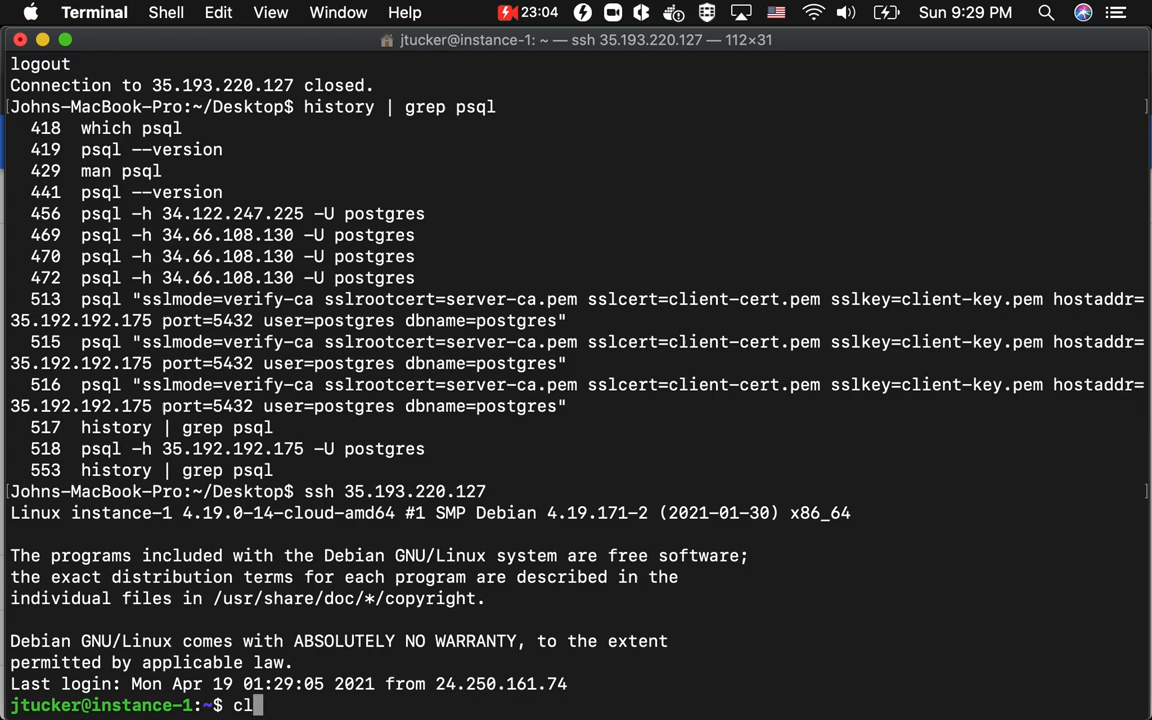 Terminal Shell Edit View Window Help 23:04 Sun 9:29 PM
jtucker@instance-1: ~ — ssh 35.193.220.127 — 112×31
logout
Connection to 35.193.220.127 closed.
[Johns-MacBook-Pro:~/Desktop$ history | grep psql ]
418 which psql
419 psql --version
429 man psql
441 psql --version
456 psql -h 34.122.247.225 -U postgres
469 psql -h 34.66.108.130 -U postgres
470 psql -h 34.66.108.130 -U postgres
472 psql -h 34.66.108.130 -U postgres
513 psql "sslmode=verify-ca sslrootcert=server-ca.pem sslcert=client-cert.pem sslkey=client-key.pem hostaddr=
35.192.192.175 port=5432 user=postgres dbname=postgres"
515 psql "sslmode=verify-ca sslrootcert=server-ca.pem sslcert=client-cert.pem sslkey=client-key.pem hostaddr=
35.192.192.175 port=5432 user=postgres dbname=postgres"
516 psql "sslmode=verify-ca sslrootcert=server-ca.pem sslcert=client-cert.pem sslkey=client-key.pem hostaddr=
35.192.192.175 port=5432 user=postgres dbname=postgres"
517 history | grep psql
518 psql -h 35.192.192.175 -U postgres
553 history | grep psql
[Johns-MacBook-Pro:~/Desktop$ ssh 35.193.220.127 ]
Linux instance-1 4.19.0-14-cloud-amd64 #1 SMP Debian 4.19.171-2 (2021-01-30) x86_64
The programs included with the Debian GNU/Linux system are free software;
the exact distribution terms for each program are described in the
individual files in /usr/share/doc/*/copyright.
Debian GNU/Linux comes with ABSOLUTELY NO WARRANTY, to the extent
permitted by applicable law.
Last login: Mon Apr 19 01:29:05 2021 from 24.250.161.74
jtucker@instance-1:~$ cl